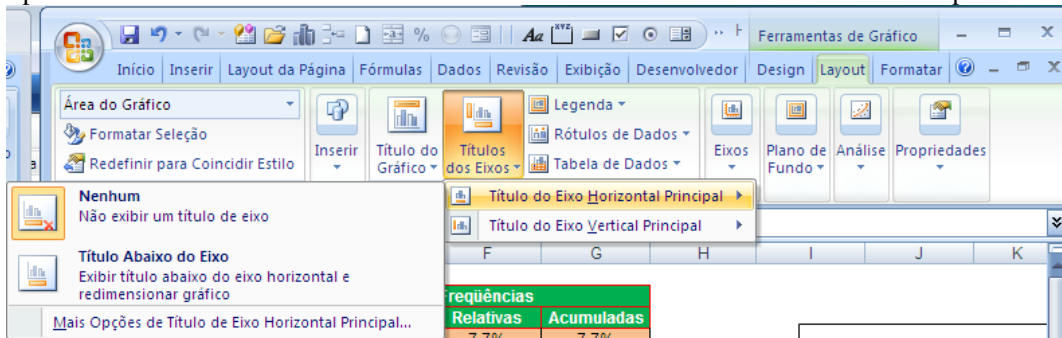 Ferramentas de Gráfico
Início Inserir Layout da Página Fórmulas Dados Revisão Exibição Desenvolvedor Design Layout Formatar
Área do Gráfico
Formatar Seleção
Redefinir para Coincidir Estilo
Inserir
Título do Gráfico
Títulos dos Eixos
Legenda
Rótulos de Dados
Tabela de Dados
Eixos
Plano de Fundo
Análise
Propriedades
Nenhum
Não exibir um título de eixo
Título Abaixo do Eixo
Exibir título abaixo do eixo horizontal e
redimensionar gráfico
Mais Opções de Título de Eixo Horizontal Principal...
Título do Eixo Horizontal Principal
Título do Eixo Vertical Principal
F G H I J K
reqüências
Relativas Acumuladas
7,7% 7,7%